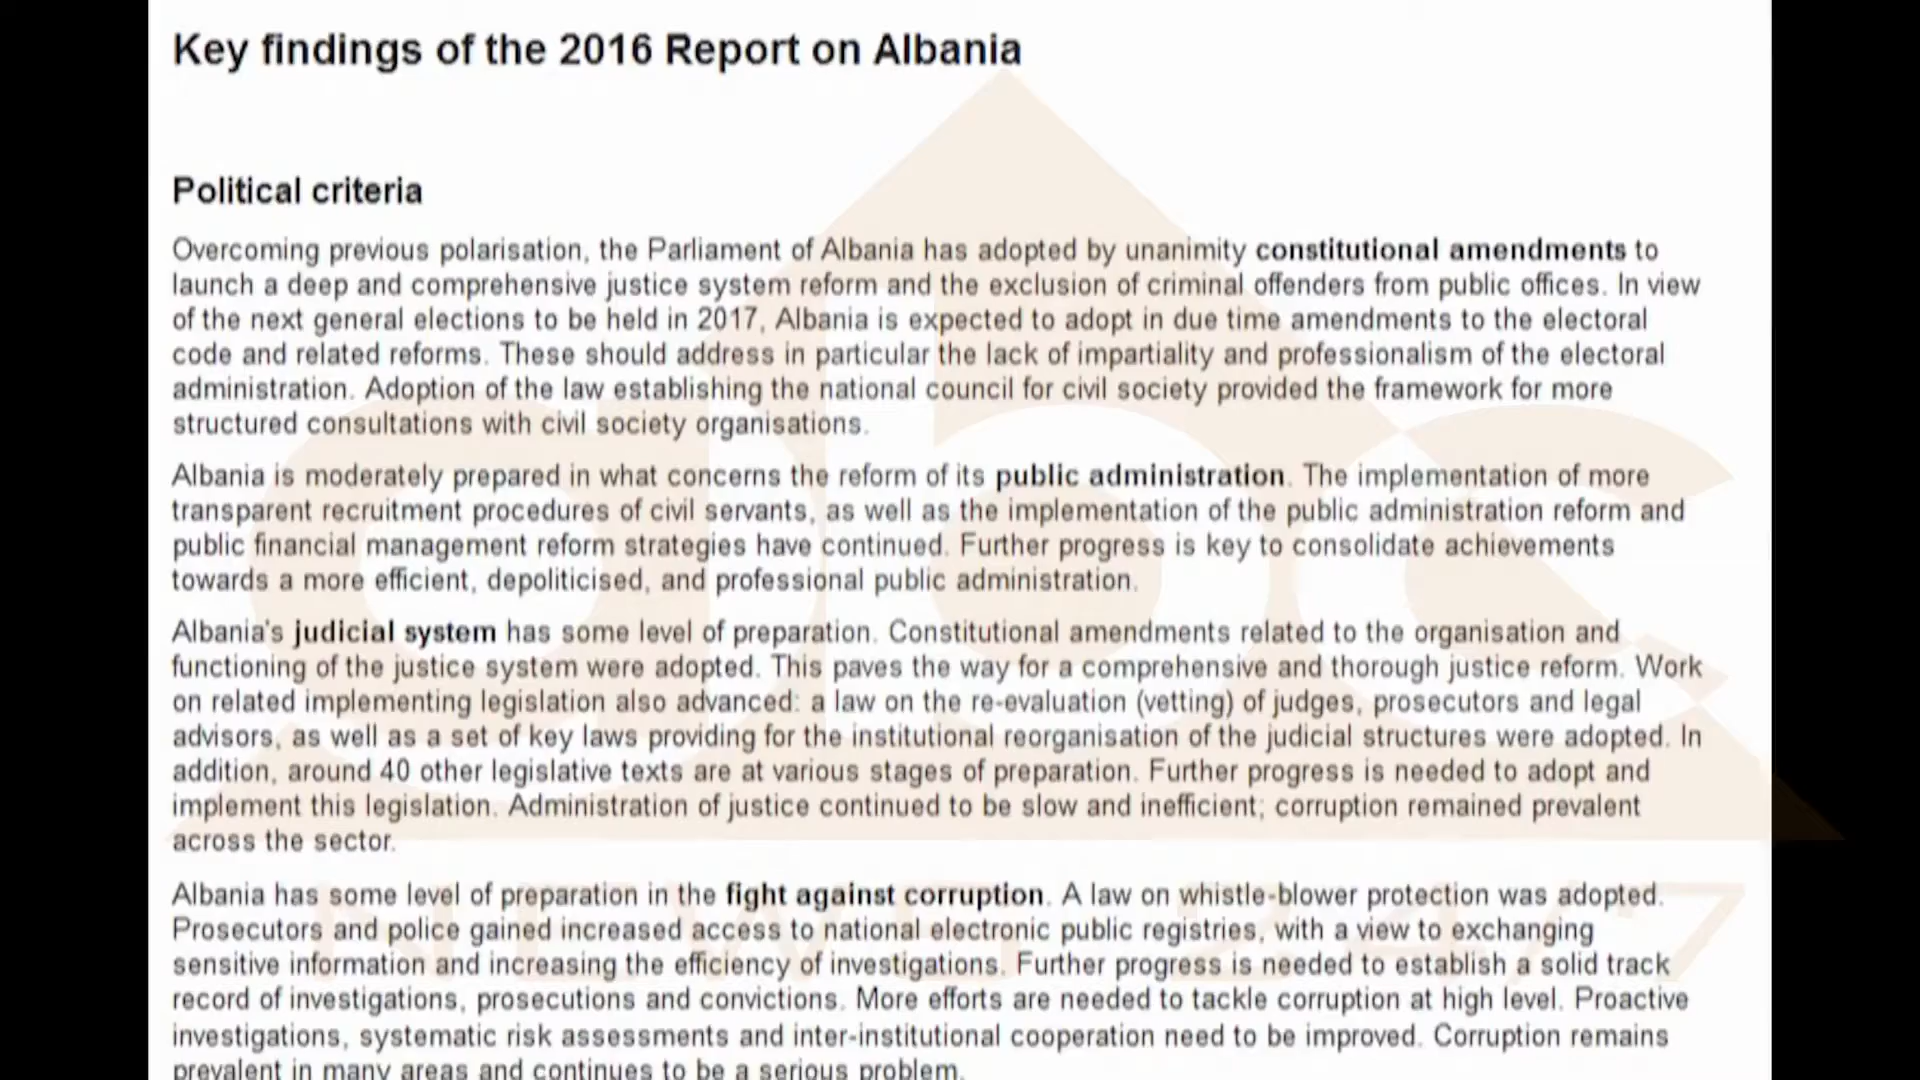 Key findings of the 2016 Report on Albania
Political criteria
Overcoming previous polarisation, the Parliament of Albania has adopted by unanimity constitutional amendments to
launch a deep and comprehensive justice system reform and the exclusion of criminal offenders from public offices. In view
of the next general elections to be held in 2017, Albania is expected to adopt in due time amendments to the electoral
code and related reforms. These should address in particular the lack of impartiality and professionalism of the electoral
administration. Adoption of the law establishing the national council for civil society provided the framework for more
structured consultations with civil society organisations.
Albania is moderately prepared in what concerns the reform of its public administration. The implementation of more
transparent recruitment procedures of civil servants, as well as the implementation of the public administration reform and
public financial management reform strategies have continued. Further progress is key to consolidate achievements
towards a more efficient, depoliticised, and professional public administration.
Albania's judicial system has some level of preparation. Constitutional amendments related to the organisation and
functioning of the justice system were adopted. This paves the way for a comprehensive and thorough justice reform. Work
on related implementing legislation also advanced: a law on the re-evaluation (vetting) of judges, prosecutors and legal
advisors, as well as a set of key laws providing for the institutional reorganisation of the judicial structures were adopted. In
addition, around 40 other legislative texts are at various stages of preparation. Further progress is needed to adopt and
implement this legislation. Administration of justice continued to be slow and inefficient; corruption remained prevalent
across the sector.
Albania has some level of preparation in the fight against corruption. A law on whistle-blower protection was adopted.
Prosecutors and police gained increased access to national electronic public registries, with a view to exchanging
sensitive information and increasing the efficiency of investigations. Further progress is needed to establish a solid track
record of investigations, prosecutions and convictions. More efforts are needed to tackle corruption at high level. Proactive
investigations, systematic risk assessments and inter-institutional cooperation need to be improved. Corruption remains
prevalent in many areas and continues to be a serious problem.
abc
NEWS 24/7